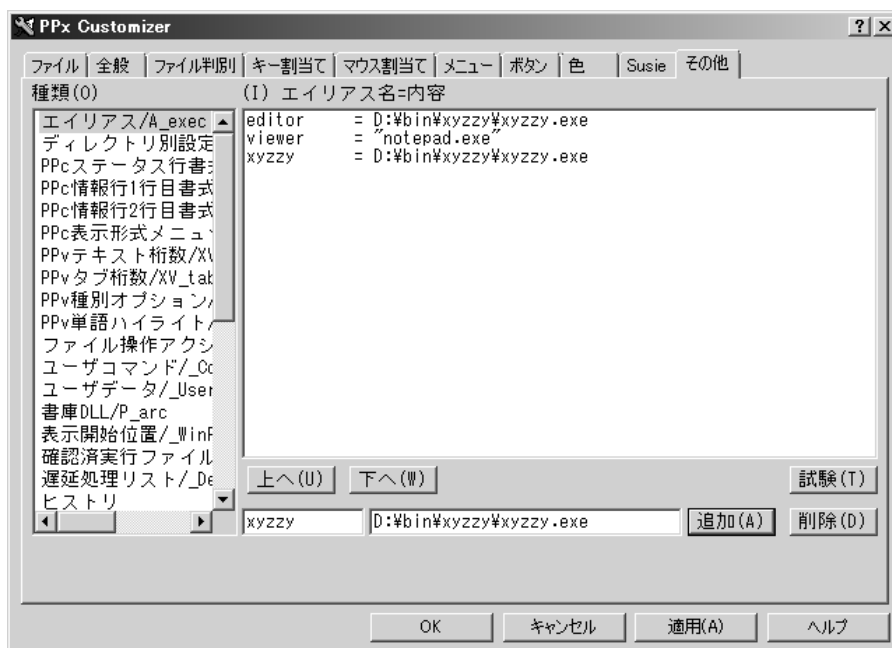 PPx Customizer
ファイル 全般 ファイル判別 キー割当て マウス割当て メニュー ボタン 色 Susie その他
種類(O)
(I) エイリアス名=内容
エイリアス/A_exec
ディレクトリ別設定
PPcステータス行書
PPc情報行1行目書式
PPc情報行2行目書式
PPc表示形式メニュ
PPvテキスト桁数/XV
PPvタブ桁数/XV_tab
PPv種別オプション/
PPv単語ハイライト/
ファイル操作アクシ
ユーザコマンド/_Co
ユーザデータ/_User
書庫DLL/P_arc
表示開始位置/_WinP
確認済実行ファイル
遅延処理リスト/_De
ヒストリ
editor = D:¥bin¥xyzzy¥xyzzy.exe
viewer = "notepad.exe"
xyzzy = D:¥bin¥xyzzy¥xyzzy.exe
上へ(U) 下へ(W) 試験(T)
xyzzy D:¥bin¥xyzzy¥xyzzy.exe 追加(A) 削除(D)
OK キャンセル 適用(A) ヘルプ